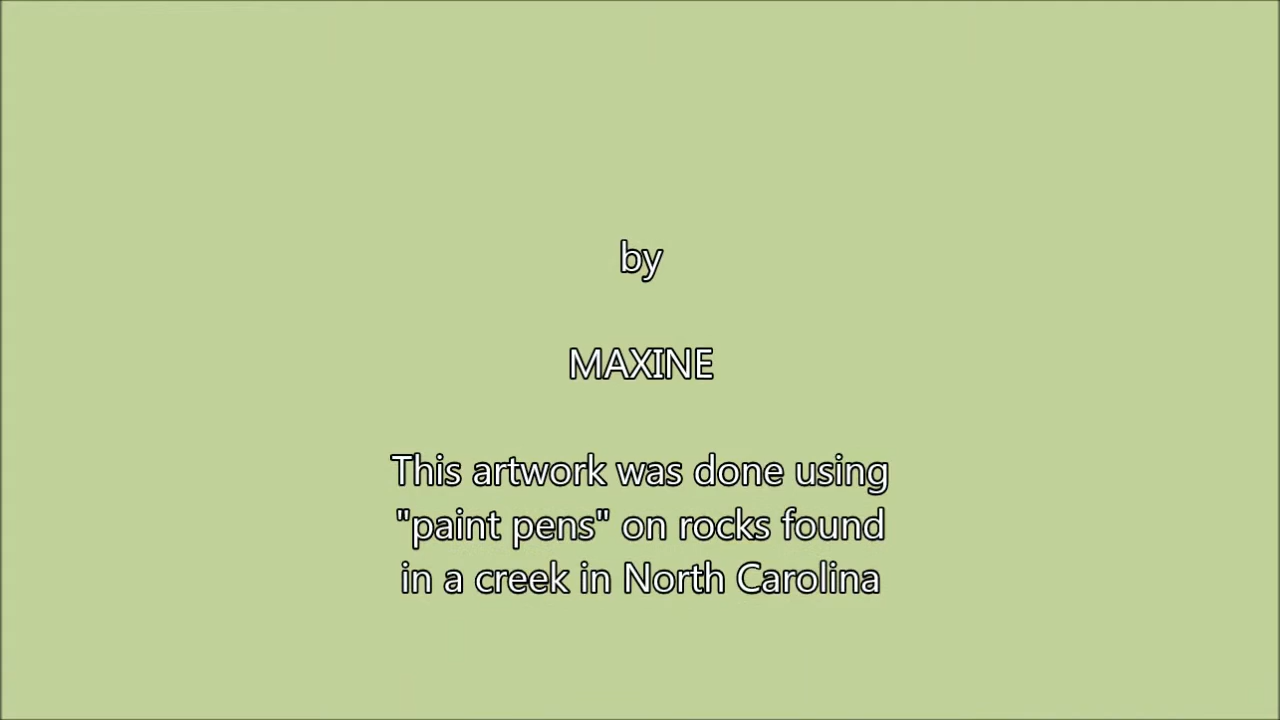 by
MAXINE
This artwork was done using
"paint pens" on rocks found
in a creek in North Carolina